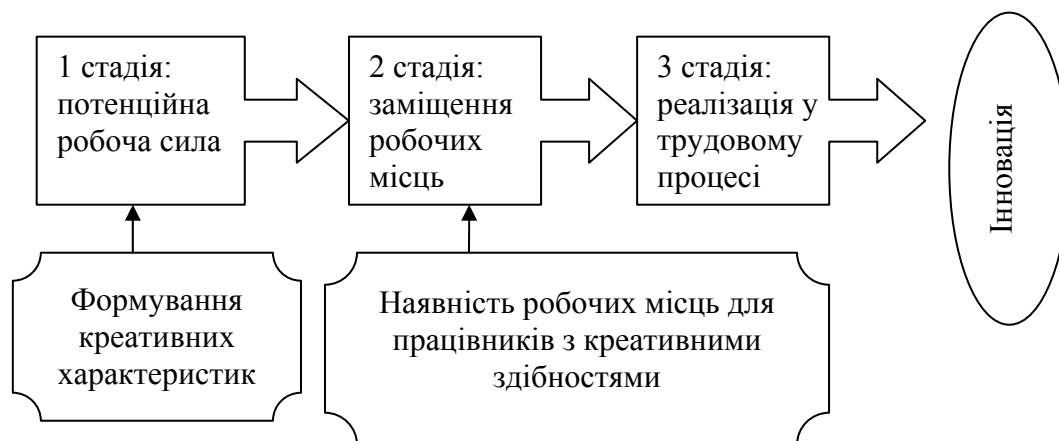 1 стадія:
потенційна
робоча сила
2 стадія:
заміщення
робочих
місць
3 стадія:
реалізація у
трудовому
процесі
Інновація
Формування
креативних
характеристик
Наявність робочих місць для
працівників з креативними
здібностями